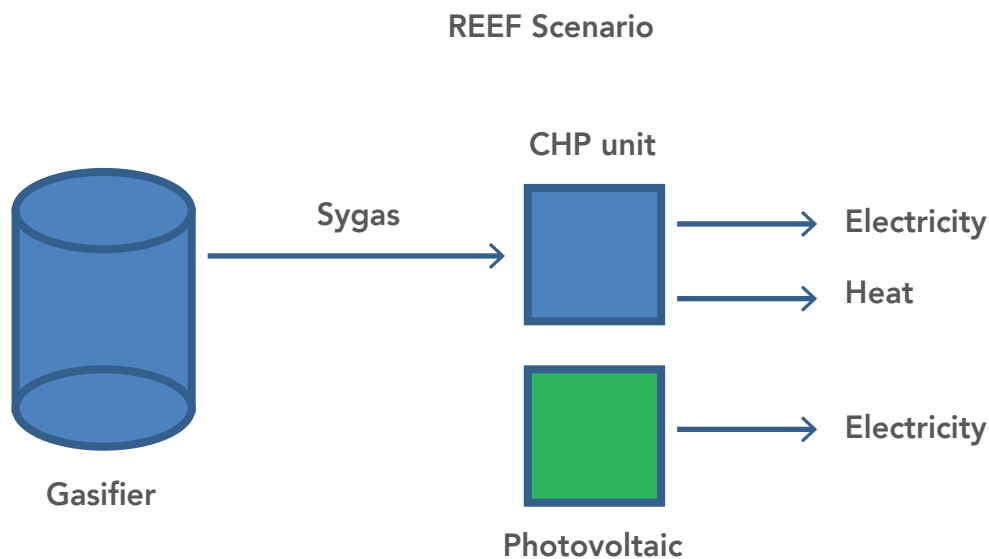 REEF Scenario
CHP unit
Sygas
Electricity
Heat
Electricity
Gasifier
Photovoltaic